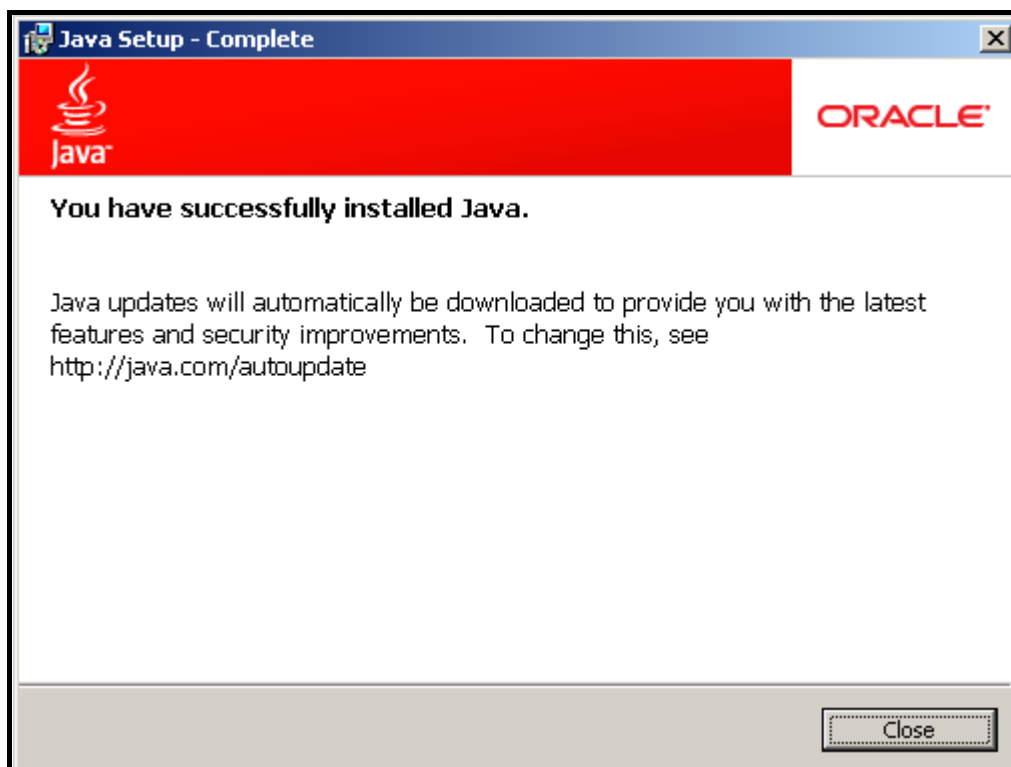 Java Setup - Complete
Java™
ORACLE®
You have successfully installed Java.
Java updates will automatically be downloaded to provide you with the latest
features and security improvements.  To change this, see
http://java.com/autoupdate
Close